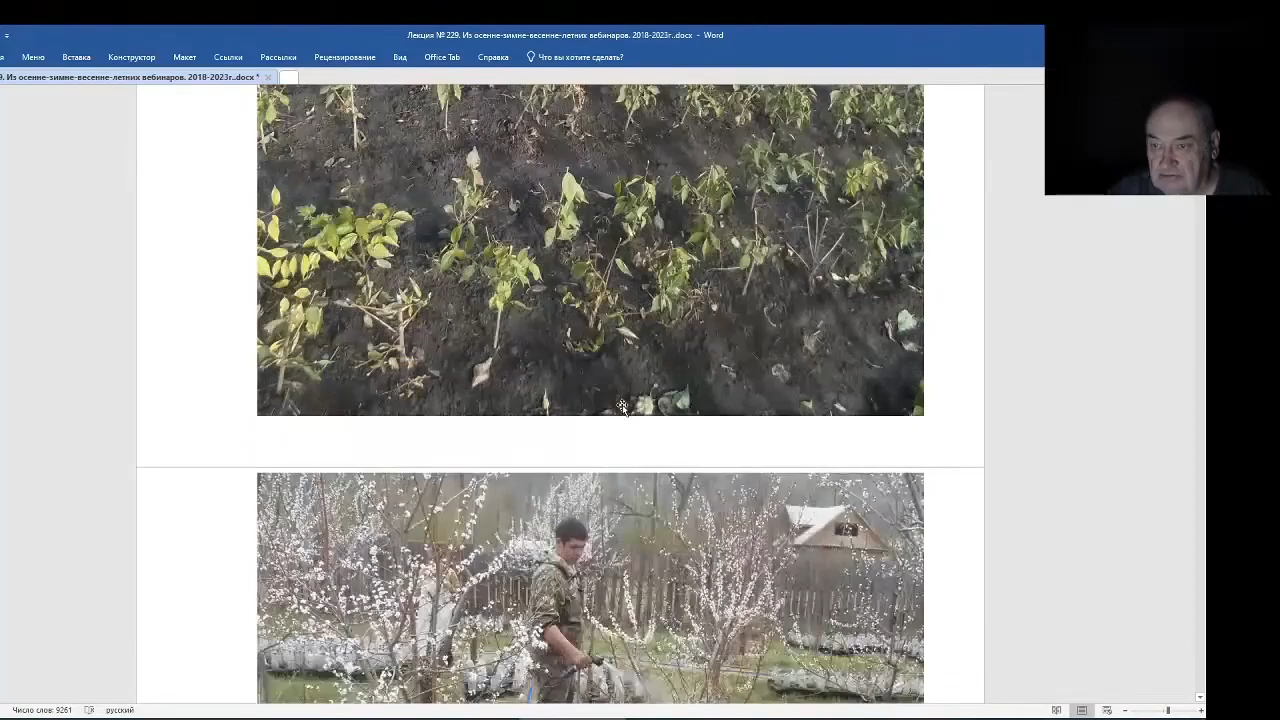 Лекция № 229. Из осенне-зимне-весенне-летних вебинаров. 2018-2023г..docx - Word
я Меню Вставка Конструктор Макет Ссылки Рассылки Рецензирование Вид Office Tab Справка Что вы хотите сделать?
9. Из осенне-зимне-весенне-летних вебинаров. 2018-2023г..docx *
Число слов: 9261 русский